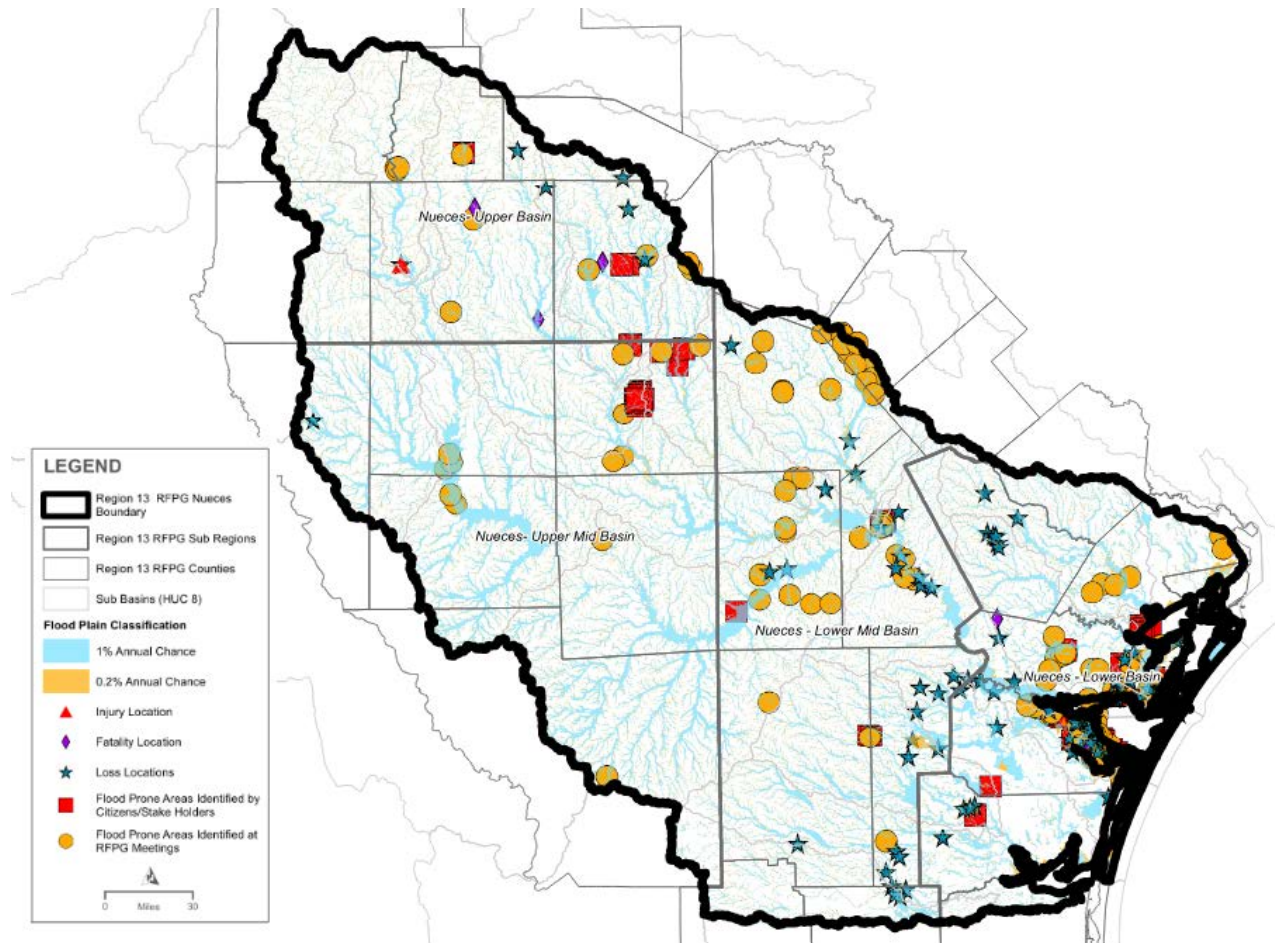 Nueces- Upper Basin
LEGEND
Region 13 RFPG Nueces
Boundary
Region 13 RFPG Sub Regions
Region 13 RFPG Counties
Sub Basins (HUC 8)
Flood Plain Classification
1% Annual Chance
0.2% Annual Chance
Injury Location
Fatality Location
Loss Locations
Flood Prone Areas Identified by
Citizens/Stake Holders
Flood Prone Areas Identified at
RFPG Meetings
0 Miles 30
Nueces- Upper Mid Basin
Nueces - Lower Mid Basin
Nueces - Lower Basin